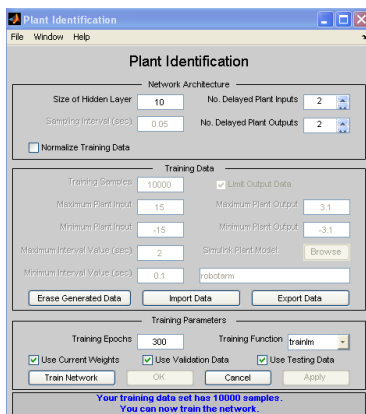 Plant Identification
File Window Help
Plant Identification
Network Architecture
Size of Hidden Layer 10 No. Delayed Plant Inputs 2
Sampling Interval (sec) 0.05 No. Delayed Plant Outputs 2
Normalize Training Data
Training Data
Training Samples 10000 Limit Output Data
Maximum Plant Input 15 Maximum Plant Output 3.1
Minimum Plant Input -15 Minimum Plant Output -3.1
Maximum Interval Value (sec) 2 Simulink Plant Model: Browse
Minimum Interval Value (sec) 0.1 robotarm
Erase Generated Data Import Data Export Data
Training Parameters
Training Epochs 300 Training Function trainlm
Use Current Weights Use Validation Data Use Testing Data
Train Network OK Cancel Apply
Your training data set has 10000 samples.
You can now train the network.